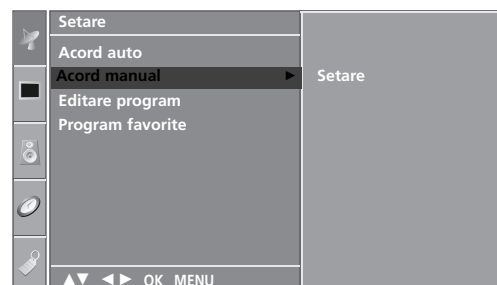 Setare
Acord auto
Acord manual ► Setare
Editare program
Program favorite
▲▼ ◄► OK MENU